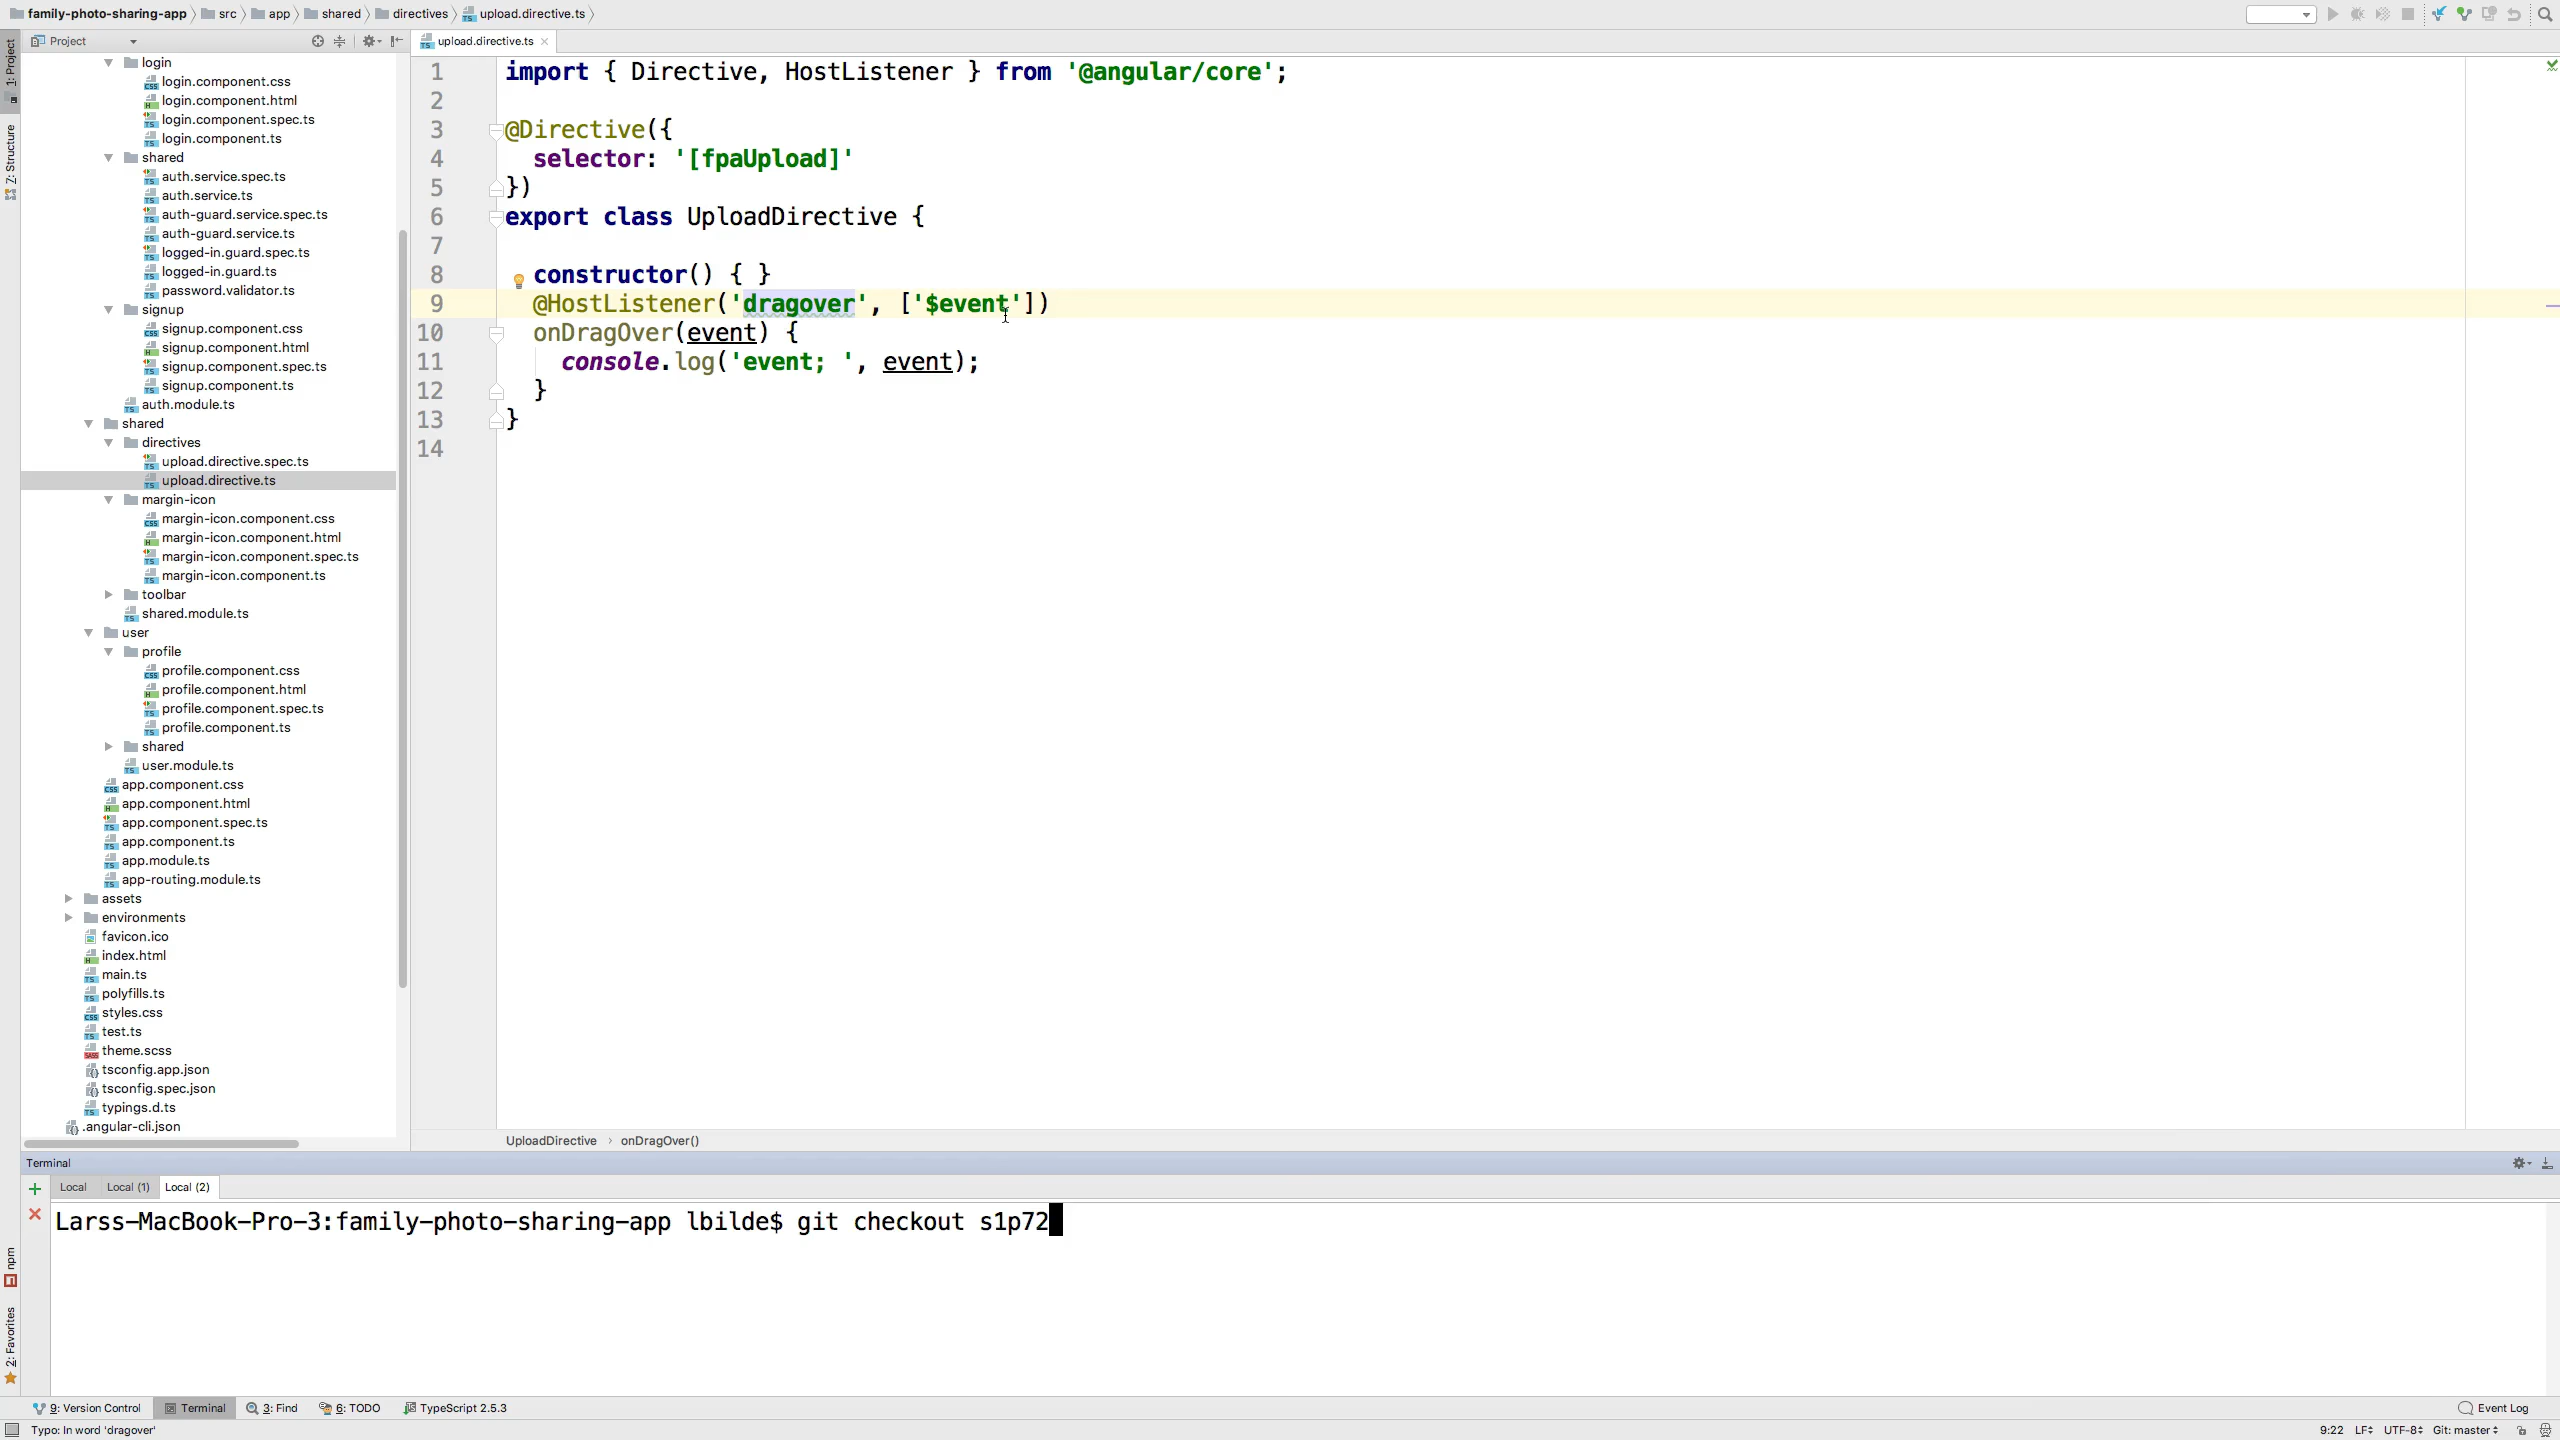 family-photo-sharing-app src app shared directives upload.directive.ts
1: Project
Project
upload.directive.ts
Z: Structure
login
login.component.css
login.component.html
login.component.spec.ts
login.component.ts
shared
auth.service.spec.ts
auth.service.ts
auth-guard.service.spec.ts
auth-guard.service.ts
logged-in.guard.spec.ts
logged-in.guard.ts
password.validator.ts
signup
signup.component.css
signup.component.html
signup.component.spec.ts
signup.component.ts
auth.module.ts
shared
directives
upload.directive.spec.ts
upload.directive.ts
margin-icon
margin-icon.component.css
margin-icon.component.html
margin-icon.component.spec.ts
margin-icon.component.ts
toolbar
shared.module.ts
user
profile
profile.component.css
profile.component.html
profile.component.spec.ts
profile.component.ts
shared
user.module.ts
app.component.css
app.component.html
app.component.spec.ts
app.component.ts
app.module.ts
app-routing.module.ts
assets
environments
favicon.ico
index.html
main.ts
polyfills.ts
styles.css
test.ts
theme.scss
tsconfig.app.json
tsconfig.spec.json
typings.d.ts
.angular-cli.json
1 import { Directive, HostListener } from '@angular/core';
2
3 @Directive({
4 selector: '[fpaUpload]'
5 })
6 export class UploadDirective {
7
8 constructor() { }
9 @HostListener('dragover', ['$event'])
10 onDragOver(event) {
11 console.log('event; ', event);
12 }
13 }
14
UploadDirective › onDragOver()
Terminal
Local Local (1) Local (2)
Larss-MacBook-Pro-3:family-photo-sharing-app lbilde$ git checkout s1p72
npm
2: Favorites
9: Version Control Terminal 3: Find 6: TODO TypeScript 2.5.3 Event Log
Typo: In word 'dragover' 9:22 LF UTF-8 Git: master